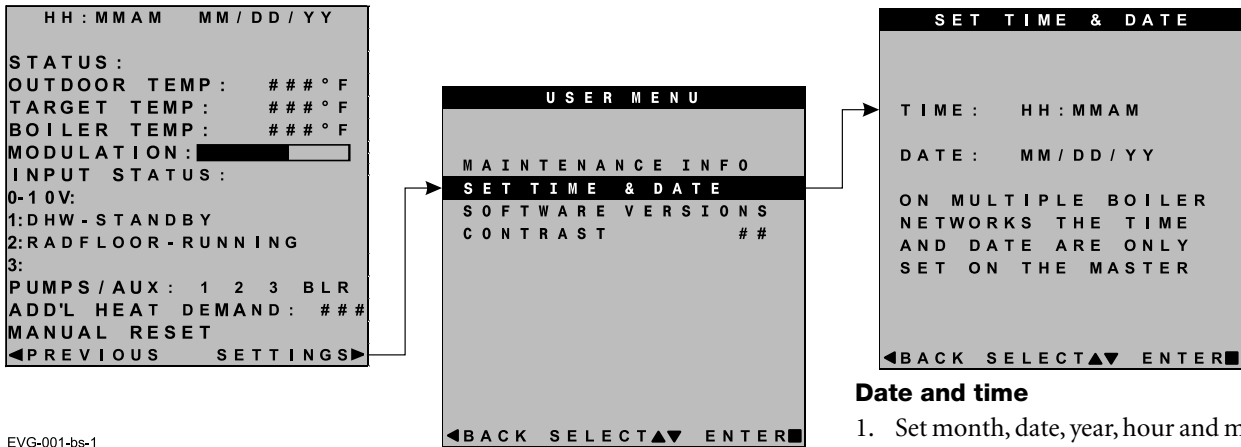 HH:MMAM MM/DD/YY
STATUS:
OUTDOOR TEMP: ###°F
TARGET TEMP: ###°F
BOILER TEMP: ###°F
MODULATION:
INPUT STATUS:
0-10V:
1:DHW-STANDBY
2:RADFLOOR-RUNNING
3:
PUMPS/AUX: 1 2 3 BLR
ADD'L HEAT DEMAND: ###
MANUAL RESET
◀PREVIOUS SETTINGS▶
EVG-001-bs-1
USER MENU
MAINTENANCE INFO
SET TIME & DATE
SOFTWARE VERSIONS
CONTRAST ##
◀BACK SELECT▲▼ ENTER■
SET TIME & DATE
TIME: HH:MMAM
DATE: MM/DD/YY
ON MULTIPLE BOILER
NETWORKS THE TIME
AND DATE ARE ONLY
SET ON THE MASTER
◀BACK SELECT▲▼ ENTER■
Date and time
1. Set month, date, year, hour and m